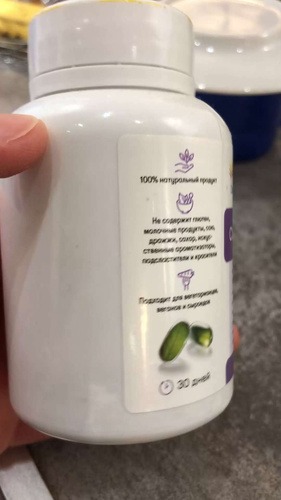 100% натуральный продукт
Не содержит глютен,
молочные продукты, сою,
дрожжи, сахар, искус-
ственные ароматизаторы,
подсластители и красители
Подходит для вегетарианцев,
веганов и сыроедов
30 дней